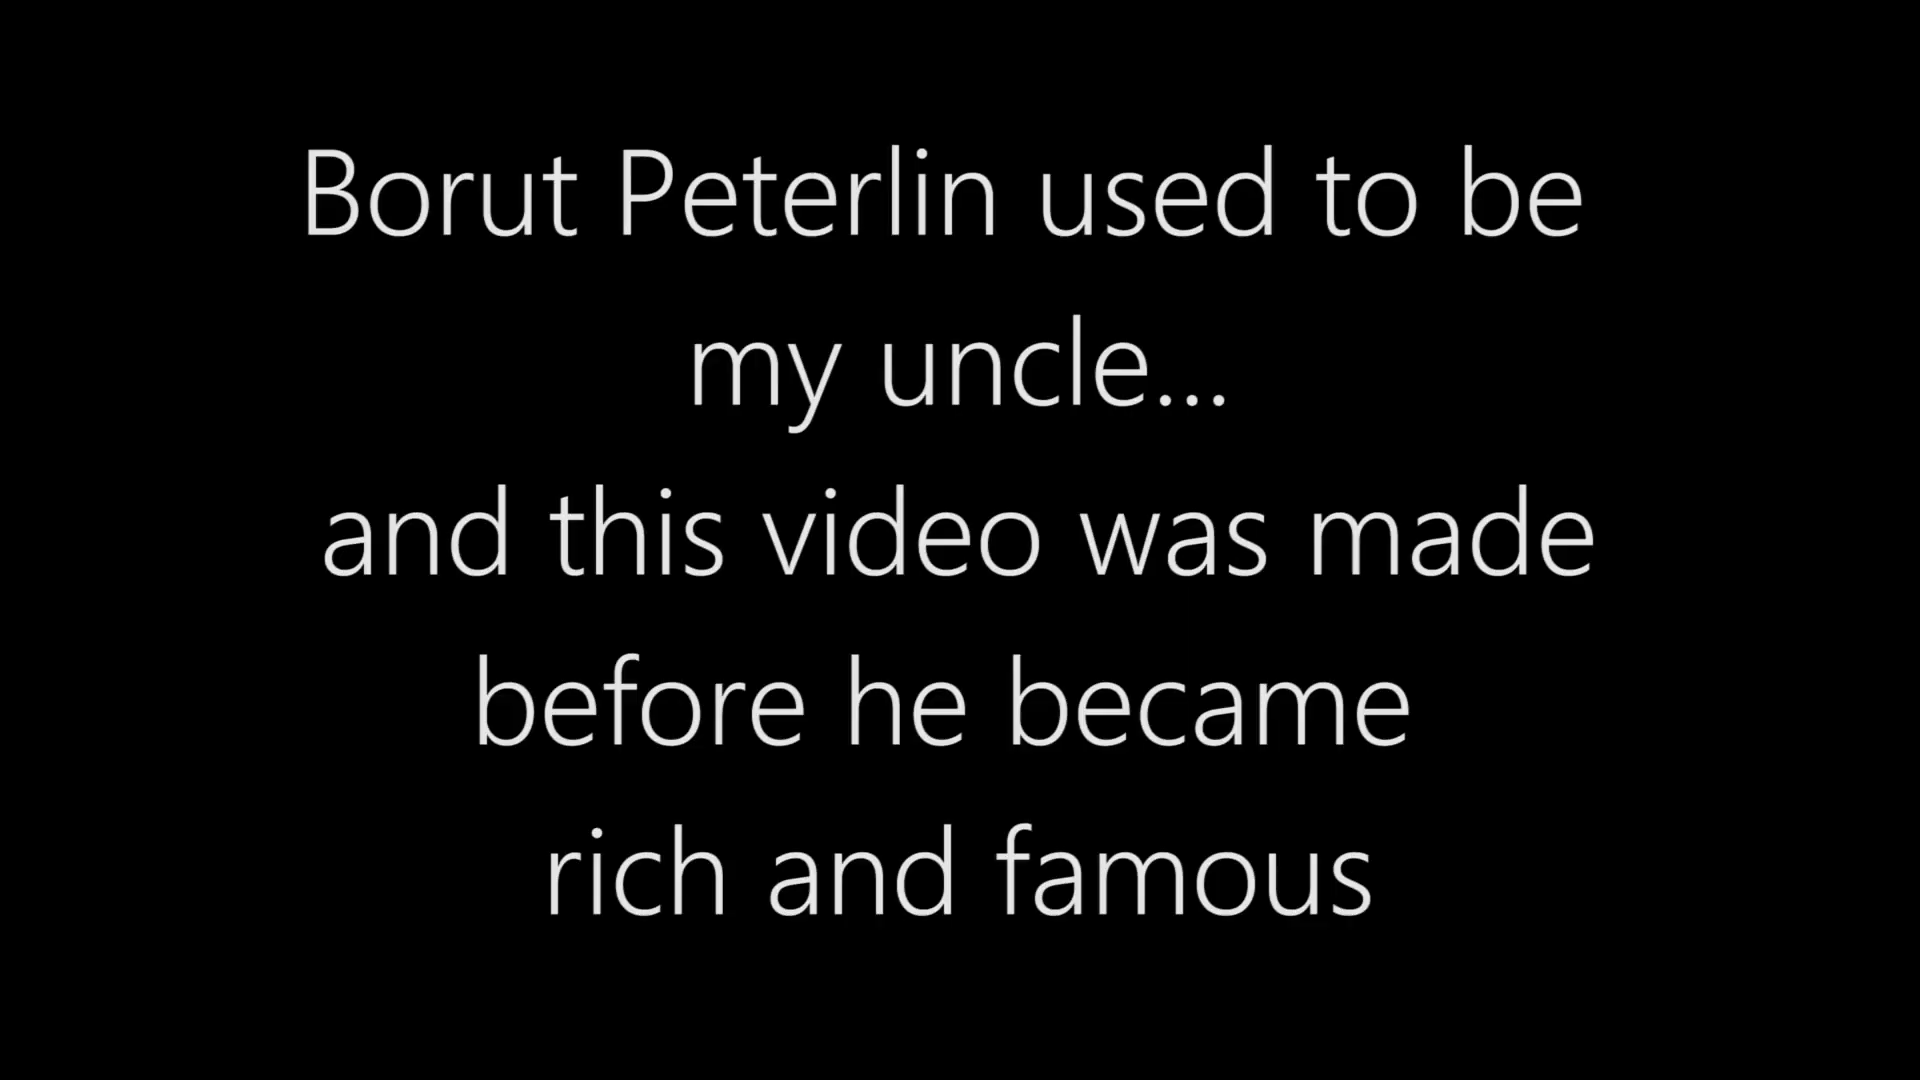 Borut Peterlin used to be
my uncle...
and this video was made
before he became
rich and famous